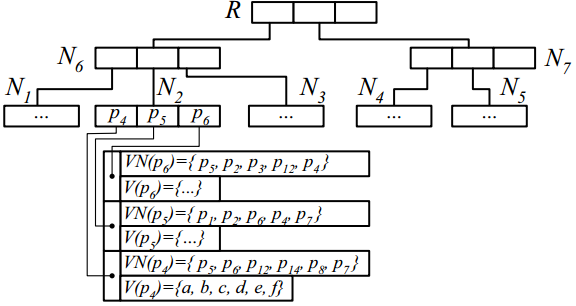 R
N6
N7
N1
N2
N3
N4
N5
...
p4 p5 p6
...
...
...
VN(p6)={ p5, p2, p3, p12, p4}
V(p6)={...}
VN(p5)={ p1, p2, p6, p4, p7}
V(p5)={...}
VN(p4)={ p5, p6, p12, p14, p8, p7}
V(p4)={a, b, c, d, e, f}